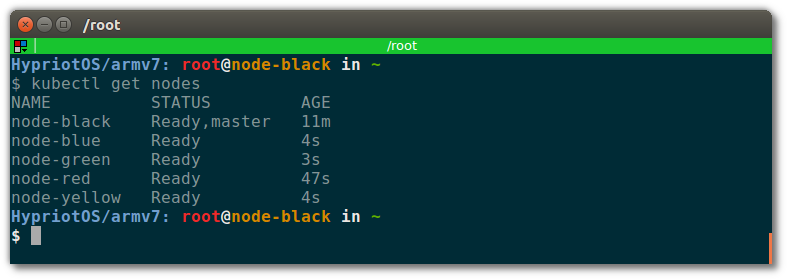 /root
/root
HypriotOS/armv7: root@node-black in ~
$ kubectl get nodes
NAME          STATUS         AGE
node-black    Ready,master   11m
node-blue     Ready          4s
node-green    Ready          3s
node-red      Ready          47s
node-yellow   Ready          4s
HypriotOS/armv7: root@node-black in ~
$